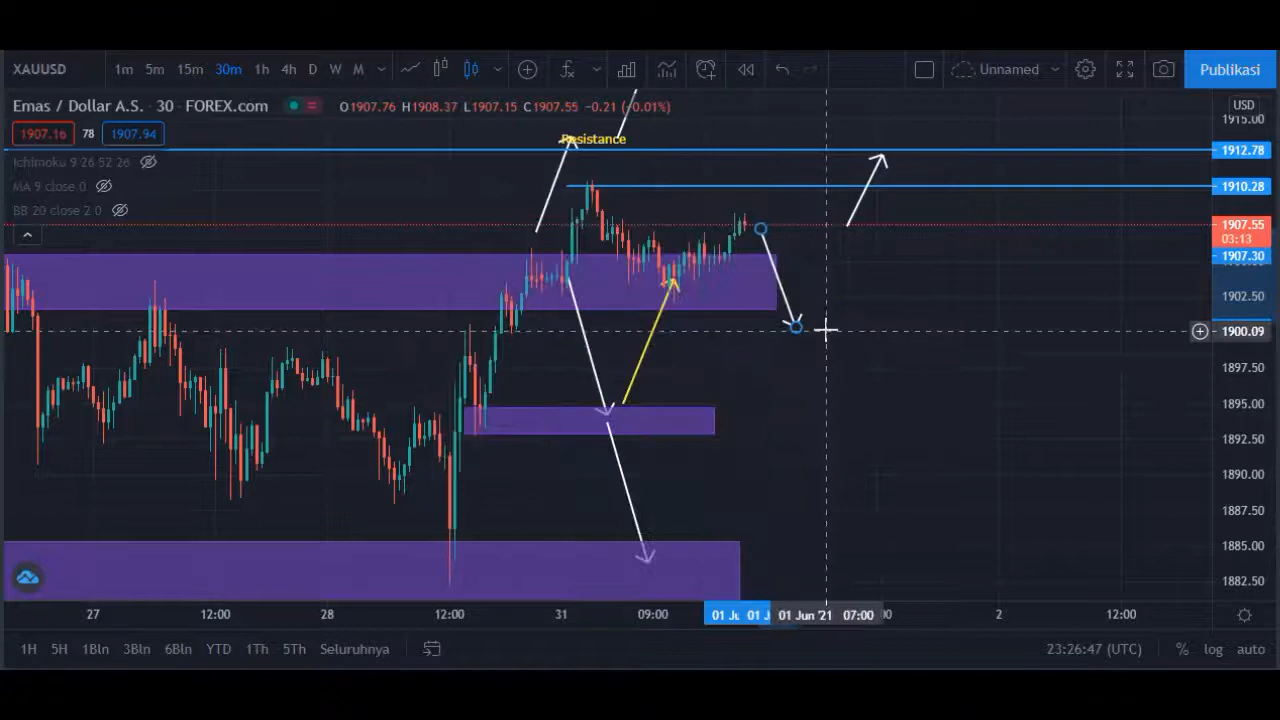 XAUUSD 1m 5m 15m 30m 1h 4h D W M Unnamed Publikasi
Emas / Dollar A.S. · 30 · FOREX.com O1907.76 H1908.37 L1907.15 C1907.55 −0.21 (−0.01%) USD
1907.16 78 1907.94
Ichimoku 9 26 52 26
MA 9 close 0
BB 20 close 2 0
Resistance
1915.00
1912.78
1910.28
1907.55
03:13
1907.30
1902.50
1900.09
1897.50
1895.00
1892.50
1890.00
1887.50
1885.00
1882.50
27 12:00 28 12:00 31 09:00 01 Jun '21 07:00 2 12:00
1H 5H 1Bln 3Bln 6Bln YTD 1Th 5Th Seluruhnya 23:26:47 (UTC) % log auto